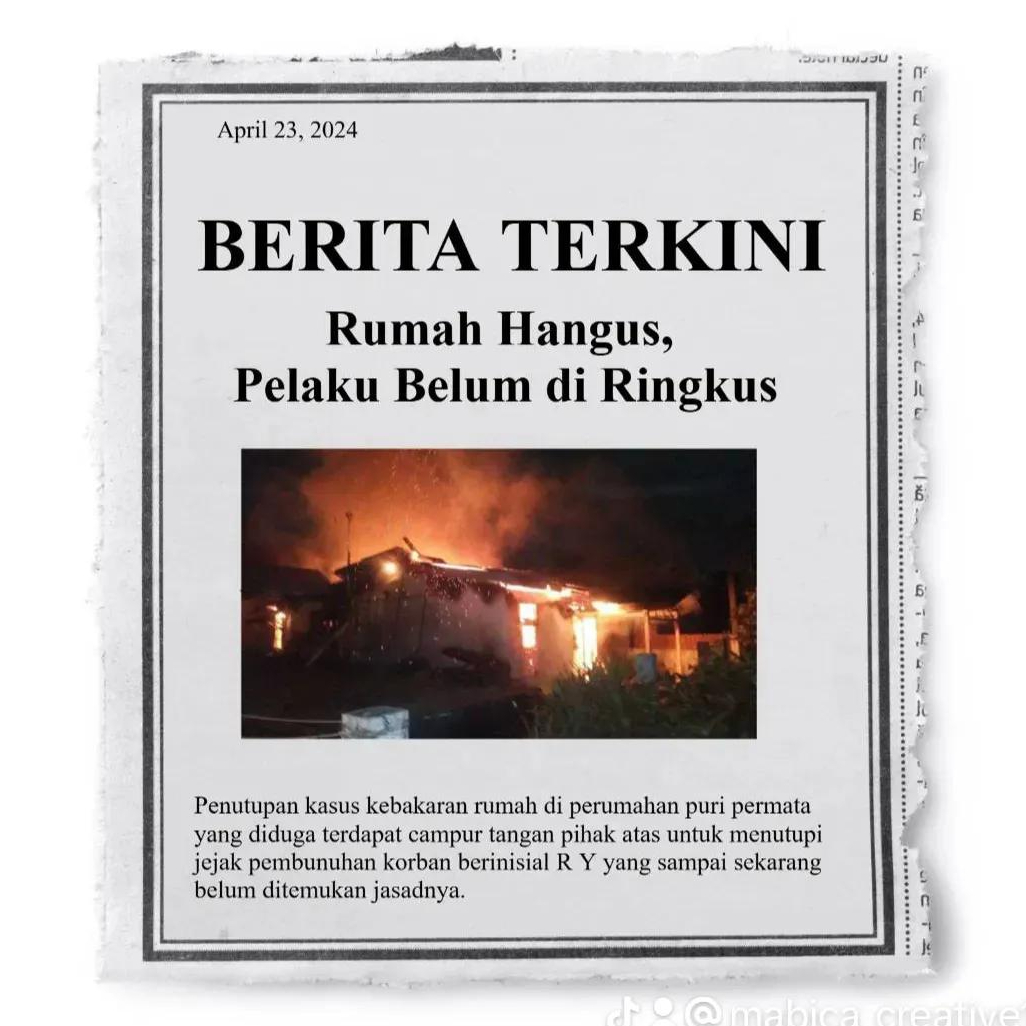 April 23, 2024
BERITA TERKINI
Rumah Hangus,
Pelaku Belum di Ringkus
Penutupan kasus kebakaran rumah di perumahan puri permata
yang diduga terdapat campur tangan pihak atas untuk menutupi
jejak pembunuhan korban berinisial R Y yang sampai sekarang
belum ditemukan jasadnya.